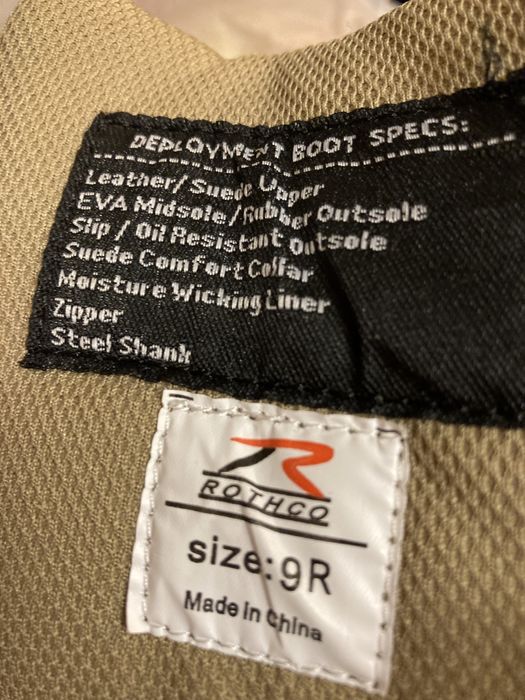 DEPLOYMENT BOOT SPECS:
Leather/Suede Upper
EVA Midsole/Rubber Outsole
Slip / Oil Resistant Outsole
Suede Comfort Collar
Moisture Wicking Liner
Zipper
Steel Shank
R
ROTHCO
size:9R
Made in China